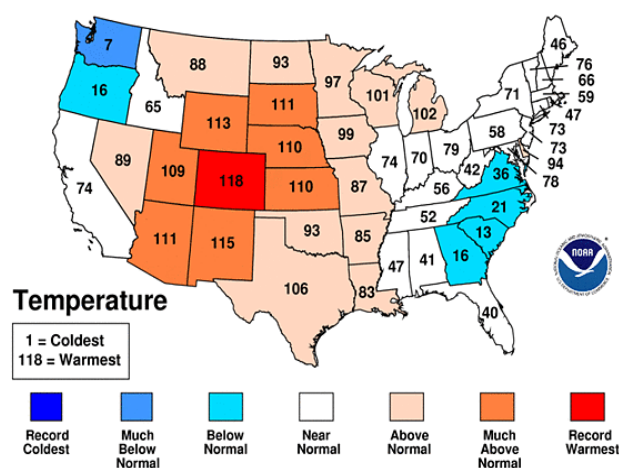 7
88
93
97
46
76
16
65
111
101
102
71
66
59
47
113
99
58
73
73
89
109
118
110
74
70
79
42
94
36
78
74
110
87
56
21
111
115
93
85
52
13
106
47
41
16
83
40
NOAA
Temperature
1 = Coldest
118 = Warmest
Record
Coldest
Much
Below
Normal
Below
Normal
Near
Normal
Above
Normal
Much
Above
Normal
Record
Warmest